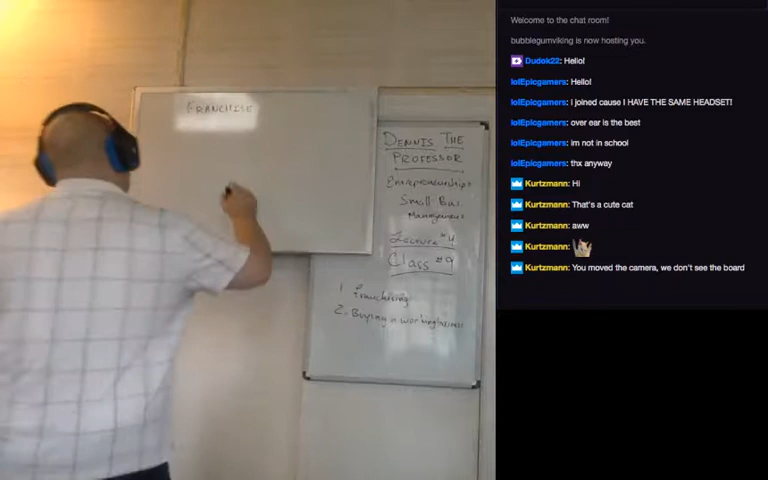 FRANCHISE
DENNIS THE
PROFESSOR
Entrepreneurship
Small Bus.
Management
Lecture #4
Class #9
1. Franchising
2. Buying a working business
Welcome to the chat room!
bubblegumviking is now hosting you.
Dudok22: Hello!
lolEpicgamers: Hello!
lolEpicgamers: I joined cause I HAVE THE SAME HEADSET!
lolEpicgamers: over ear is the best
lolEpicgamers: im not in school
lolEpicgamers: thx anyway
Kurtzmann: Hi
Kurtzmann: That's a cute cat
Kurtzmann: aww
Kurtzmann:
Kurtzmann: You moved the camera, we don't see the board